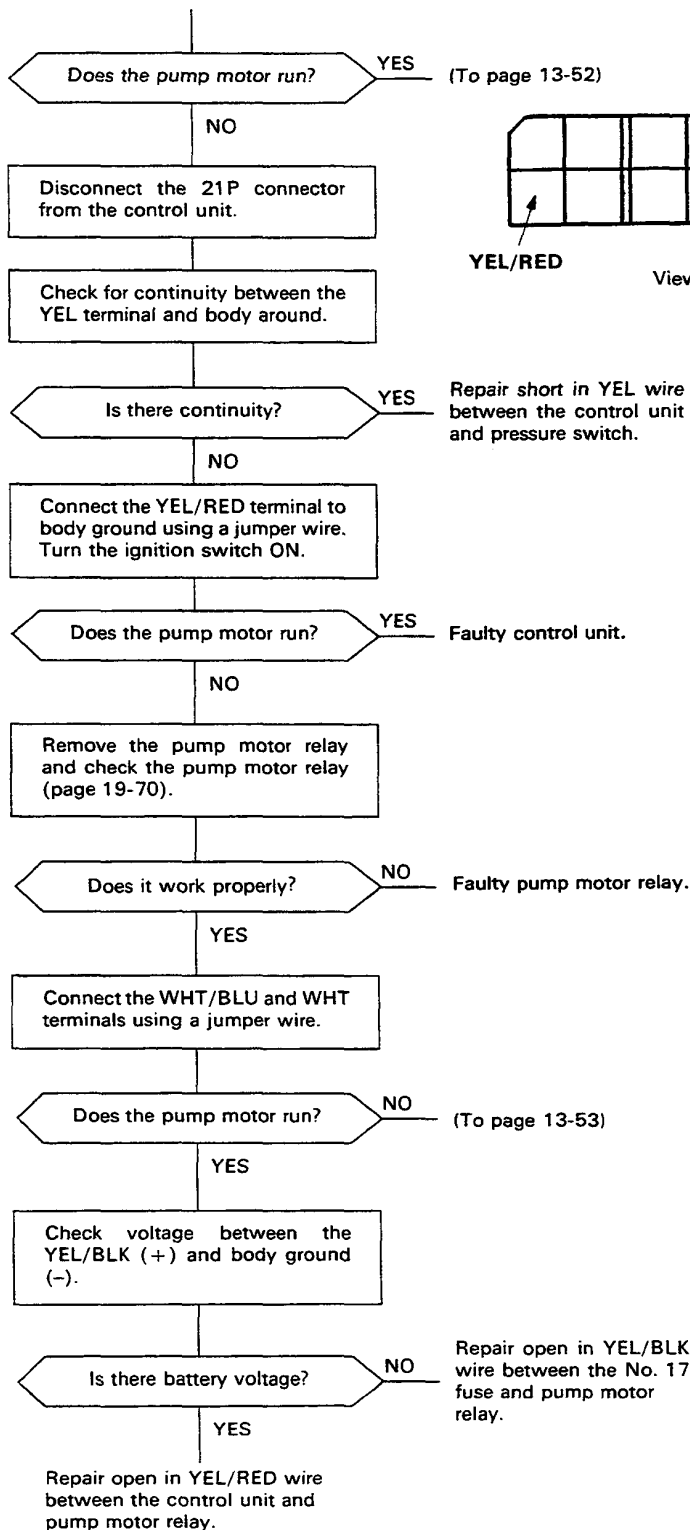 Does the pump motor run?
YES
(To page 13-52)
NO
Disconnect the 21P connector
from the control unit.
YEL/RED
View
Check for continuity between the
YEL terminal and body around.
Is there continuity?
YES
Repair short in YEL wire
between the control unit
and pressure switch.
NO
Connect the YEL/RED terminal to
body ground using a jumper wire.
Turn the ignition switch ON.
Does the pump motor run?
YES
Faulty control unit.
NO
Remove the pump motor relay
and check the pump motor relay
(page 19-70).
Does it work properly?
NO
Faulty pump motor relay.
YES
Connect the WHT/BLU and WHT
terminals using a jumper wire.
Does the pump motor run?
NO
(To page 13-53)
YES
Check voltage between the
YEL/BLK (+) and body ground
(–).
Is there battery voltage?
NO
Repair open in YEL/BLK
wire between the No. 17
fuse and pump motor
relay.
YES
Repair open in YEL/RED wire
between the control unit and
pump motor relay.